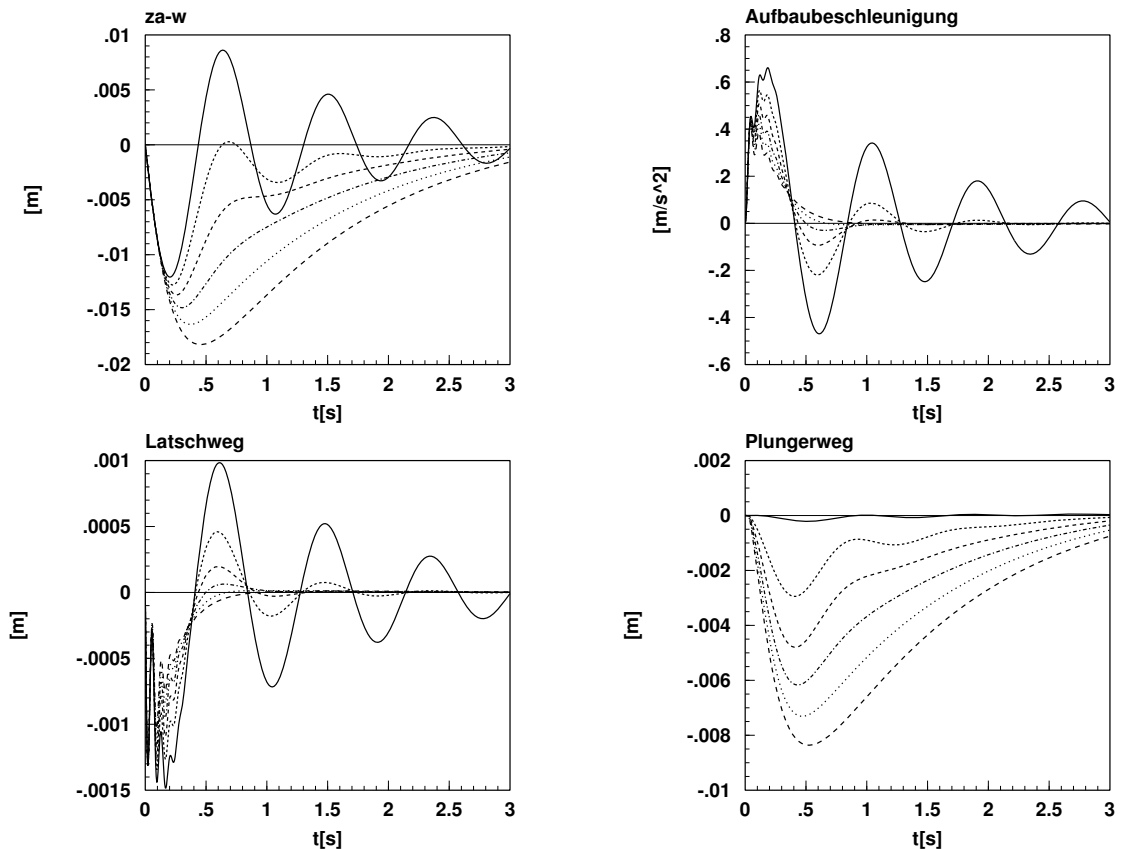 za-w
.01
.005
0
-.005
-.01
-.015
-.02
[m]
0 .5 1 1.5 2 2.5 3
t[s]
Aufbaubeschleunigung
.8
.6
.4
.2
0
-.2
-.4
-.6
[m/s^2]
0 .5 1 1.5 2 2.5 3
t[s]
Latschweg
.001
.0005
0
-.0005
-.001
-.0015
[m]
0 .5 1 1.5 2 2.5 3
t[s]
Plungerweg
.002
0
-.002
-.004
-.006
-.008
-.01
[m]
0 .5 1 1.5 2 2.5 3
t[s]